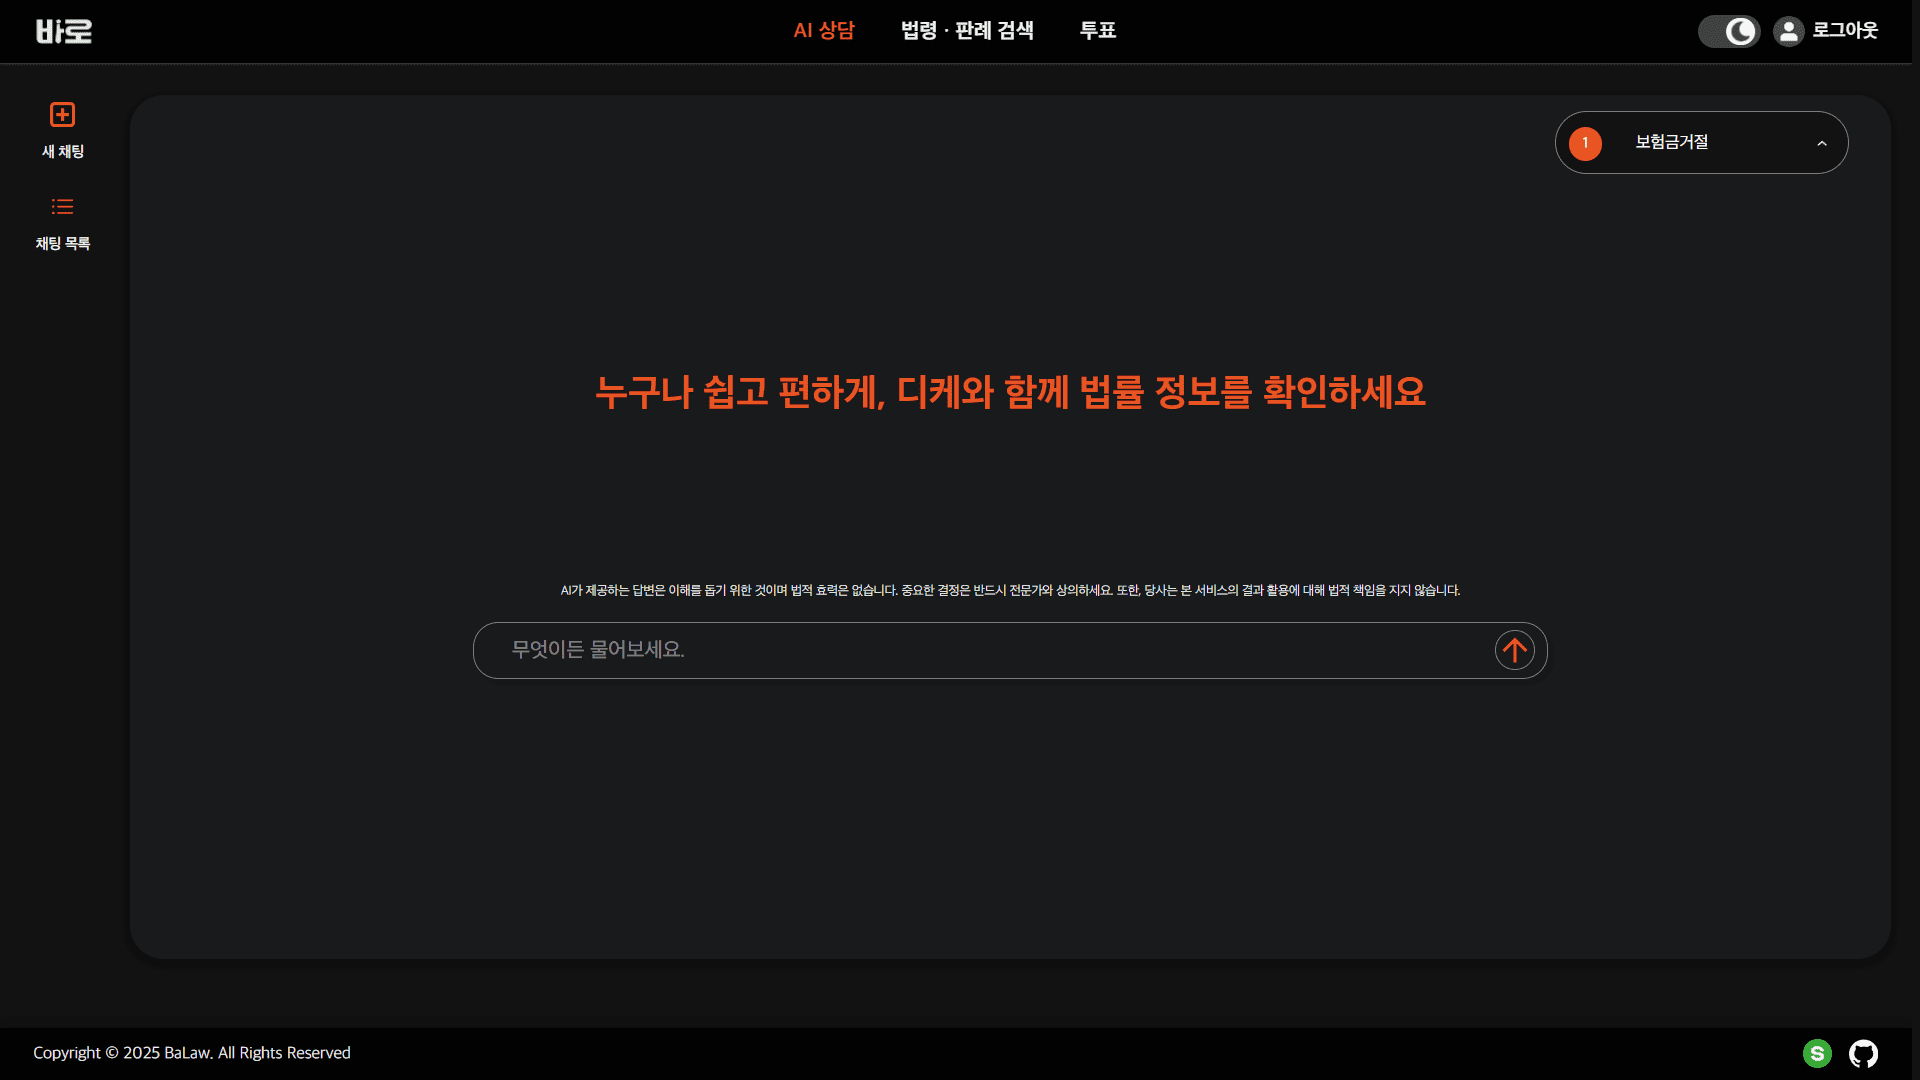 바로
AI 상담
법령 · 판례 검색
투표
로그아웃
새 채팅
채팅 목록
1
보험금거절
누구나 쉽고 편하게, 디케와 함께 법률 정보를 확인하세요
AI가 제공하는 답변은 이해를 돕기 위한 것이며 법적 효력은 없습니다. 중요한 결정은 반드시 전문가와 상의하세요. 또한, 당사는 본 서비스의 결과 활용에 대해 법적 책임을 지지 않습니다.
무엇이든 물어보세요.
Copyright © 2025 BaLaw. All Rights Reserved
S